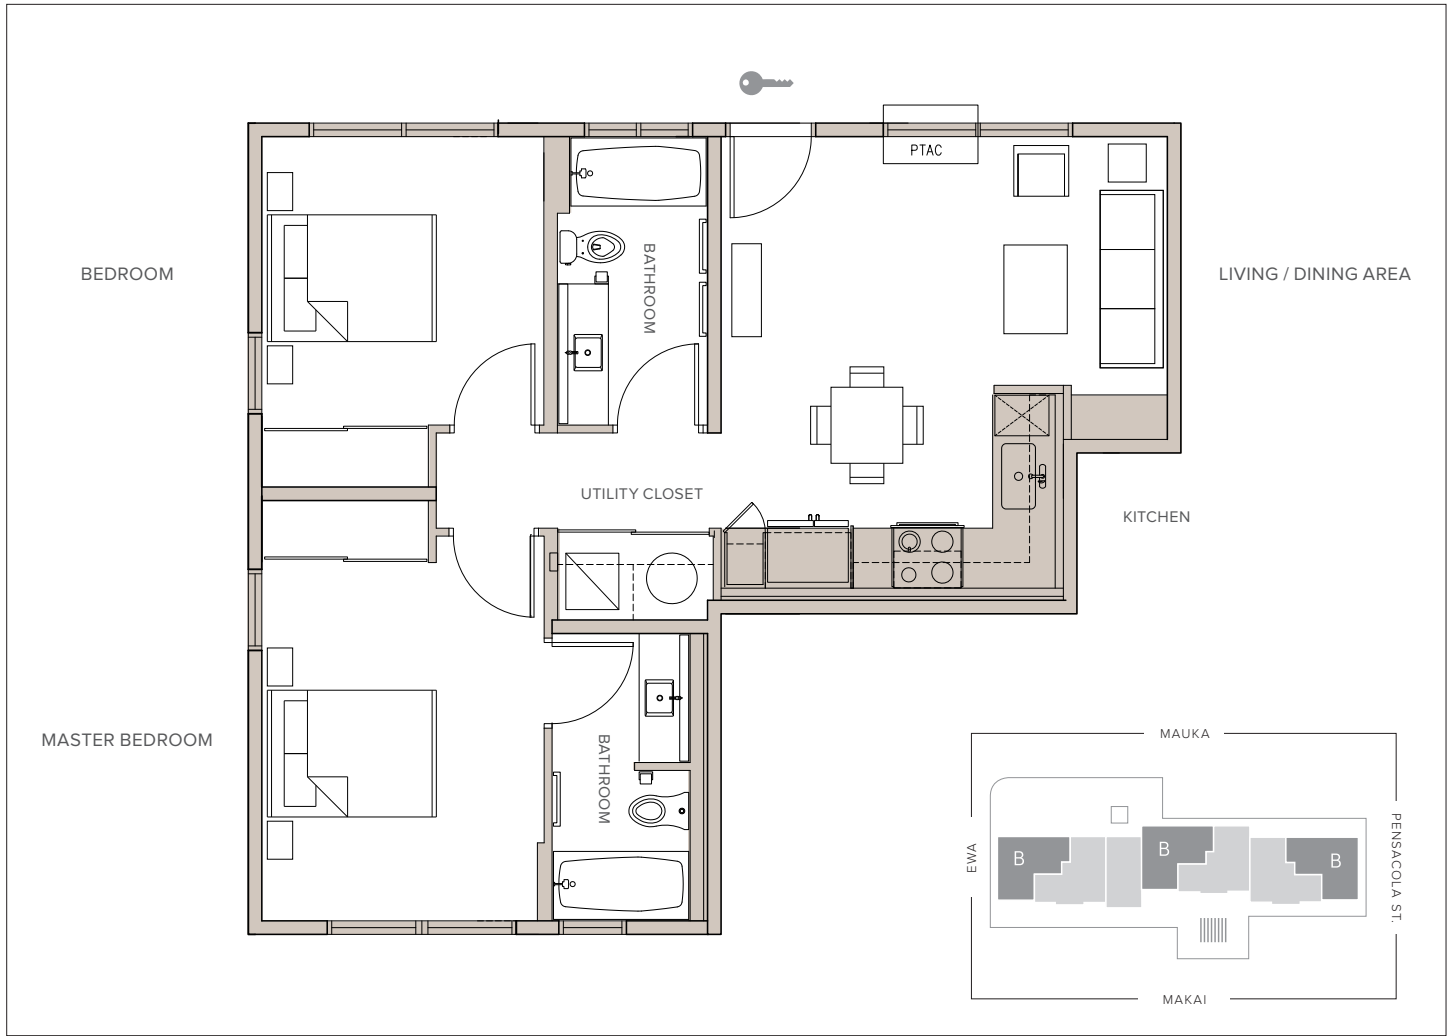 PTAC
BEDROOM
BATHROOM
LIVING / DINING AREA
UTILITY CLOSET
KITCHEN
MASTER BEDROOM
BATHROOM
MAUKA
EWA
B
B
B
PENSACOLA ST.
MAKAI